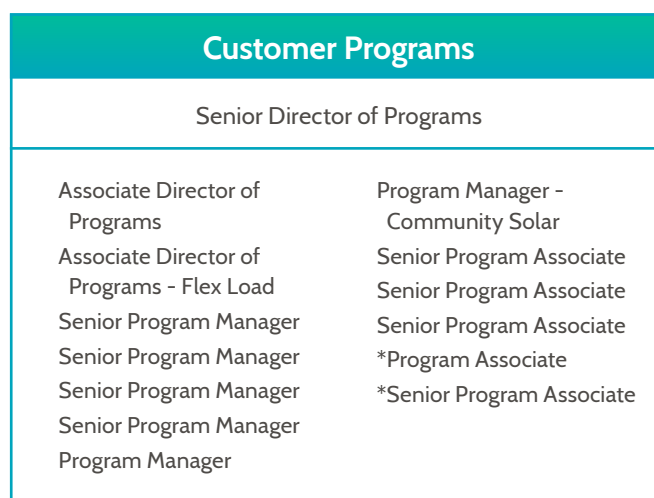 Customer Programs
Senior Director of Programs
Associate Director of
Programs
Associate Director of
Programs - Flex Load
Senior Program Manager
Senior Program Manager
Senior Program Manager
Senior Program Manager
Program Manager
Program Manager -
Community Solar
Senior Program Associate
Senior Program Associate
Senior Program Associate
*Program Associate
*Senior Program Associate